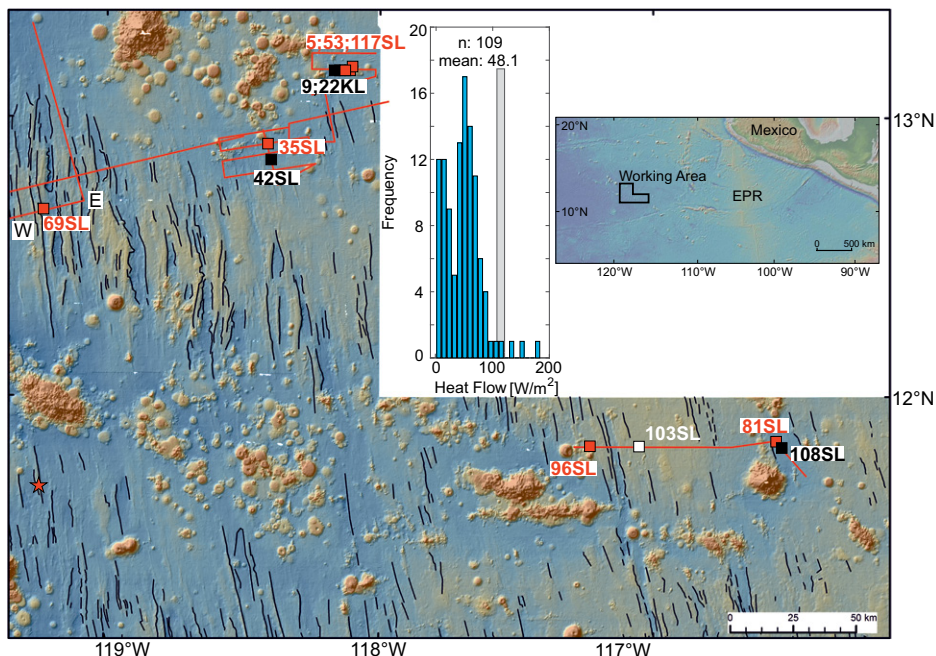 5;53;117SL
9;22KL
35SL
42SL
E
W
69SL
n: 109
mean: 48.1
20
16
12
8
4
0
Frequency
0
100
200
Heat Flow [W/m²]
20°N
10°N
Mexico
Working Area
EPR
0 500 km
120°W
110°W
100°W
90°W
13°N
12°N
81SL
103SL
108SL
96SL
0 25 50 km
119°W
118°W
117°W